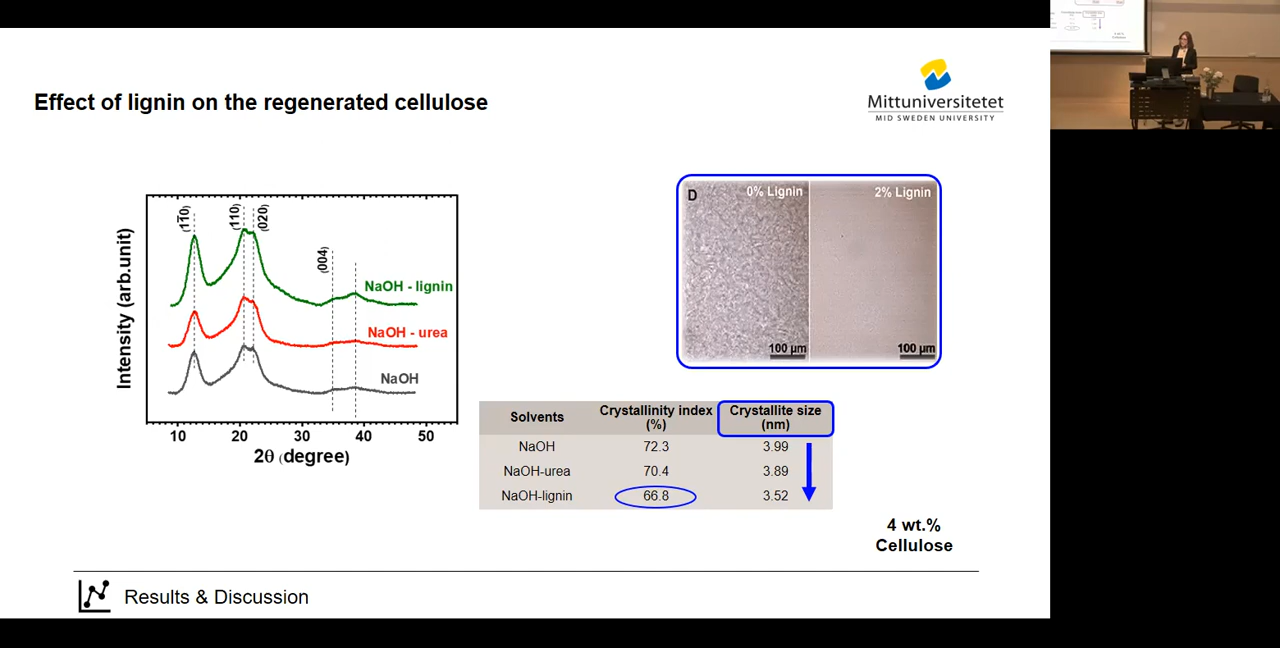 Effect of lignin on the regenerated cellulose
Mittuniversitetet
MID SWEDEN UNIVERSITY
Intensity (arb.unit)
(11̅0)
(110)
(020)
(004)
NaOH - lignin
NaOH - urea
NaOH
10 20 30 40 50
2θ (degree)
D 0% Lignin 2% Lignin
100 µm 100 µm
Solvents Crystallinity index (%) Crystallite size (nm)
NaOH 72.3 3.99
NaOH-urea 70.4 3.89
NaOH-lignin 66.8 3.52
4 wt.%
Cellulose
Results & Discussion